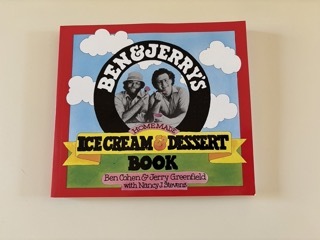 BEN & JERRY'S
HOMEMADE
ICE CREAM & DESSERT
BOOK
Ben Cohen & Jerry Greenfield
with Nancy J. Stevens